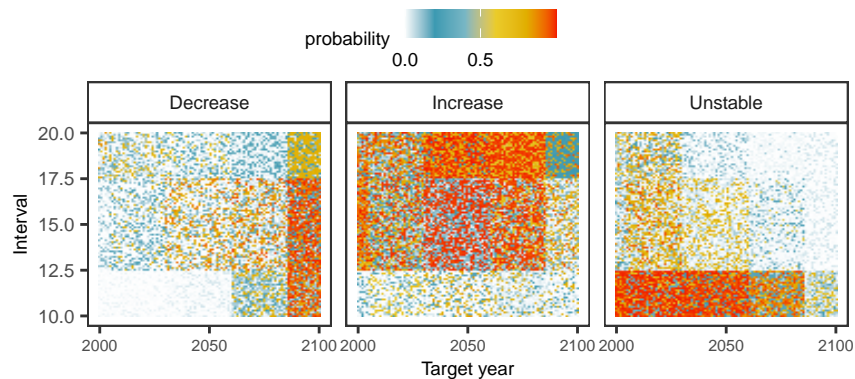 probability
0.0 0.5
Decrease Increase Unstable
20.0
17.5
15.0
12.5
10.0
Interval
2000 2050 2100 2000 2050 2100 2000 2050 2100
Target year